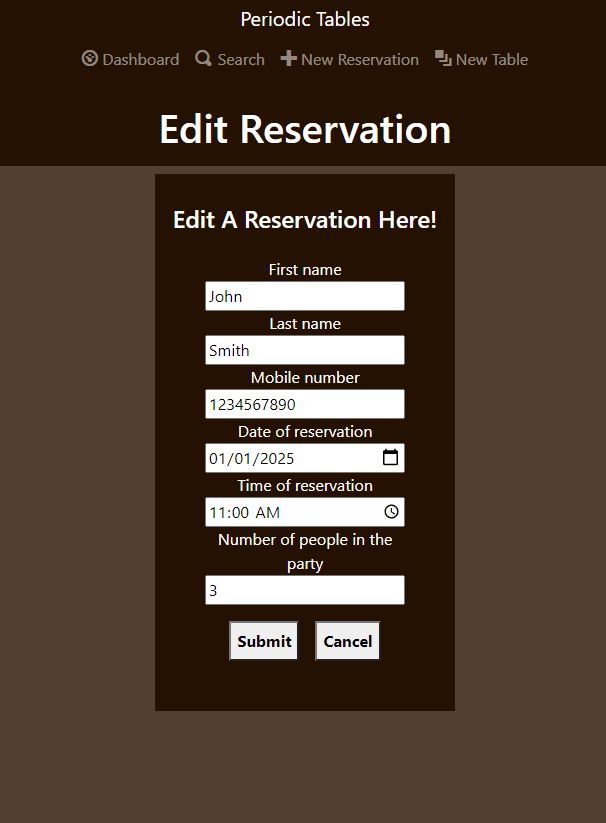 Periodic Tables
Dashboard Search New Reservation New Table
Edit Reservation
Edit A Reservation Here!
First name
John
Last name
Smith
Mobile number
1234567890
Date of reservation
01/01/2025
Time of reservation
11:00 AM
Number of people in the
party
3
Submit Cancel